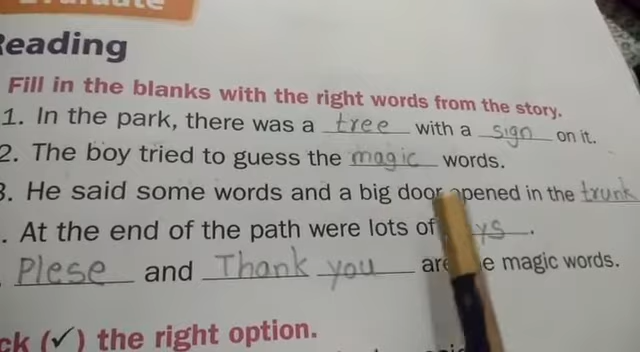 Reading
Fill in the blanks with the right words from the story.
1. In the park, there was a tree with a sign on it.
2. The boy tried to guess the magic words.
3. He said some words and a big door opened in the trunk
. At the end of the path were lots of ys.
Plese and Thank you are magic words.
ck (✓) the right option.